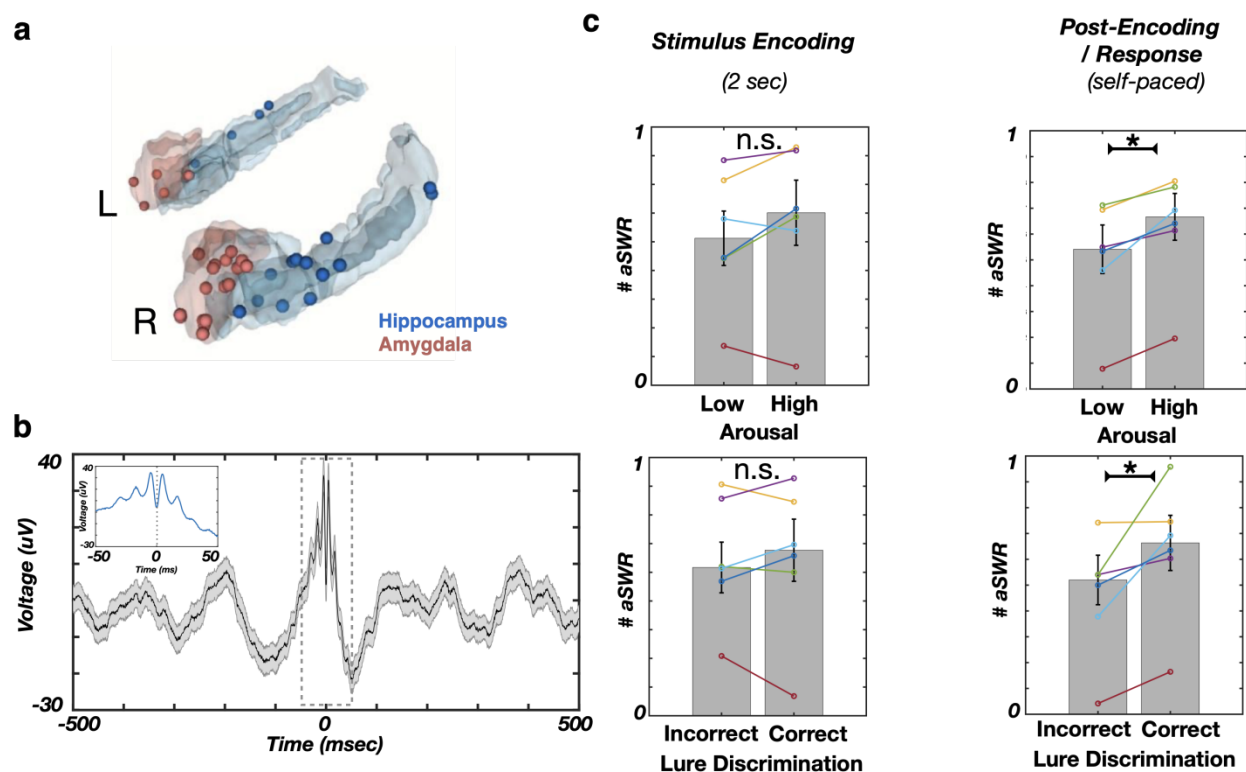 a
L
R
Hippocampus
Amygdala
b
40
Voltage (uV)
-30
-500
0
500
Time (msec)
40
Voltage (uV)
-30
-50
0
50
Time (ms)
c
Stimulus Encoding
(2 sec)
Post-Encoding
/ Response
(self-paced)
1
n.s.
# aSWR
0
Low High
Arousal
1
*
# aSWR
0
Low High
Arousal
1
n.s.
# aSWR
0
Incorrect Correct
Lure Discrimination
1
*
# aSWR
0
Incorrect Correct
Lure Discrimination